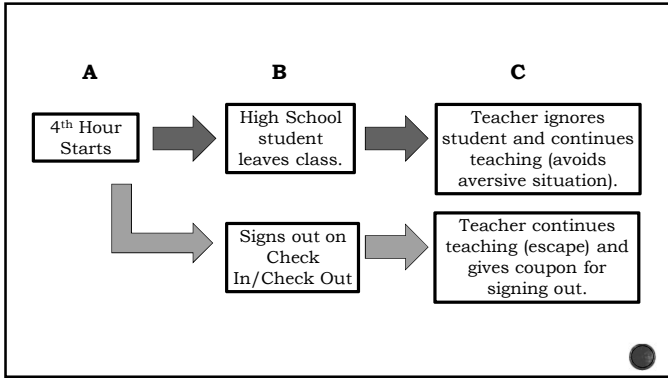 A
B
C
4th Hour
Starts
High School
student
leaves class.
Teacher ignores
student and continues
teaching (avoids
aversive situation).
Signs out on
Check
In/Check Out
Teacher continues
teaching (escape) and
gives coupon for
signing out.